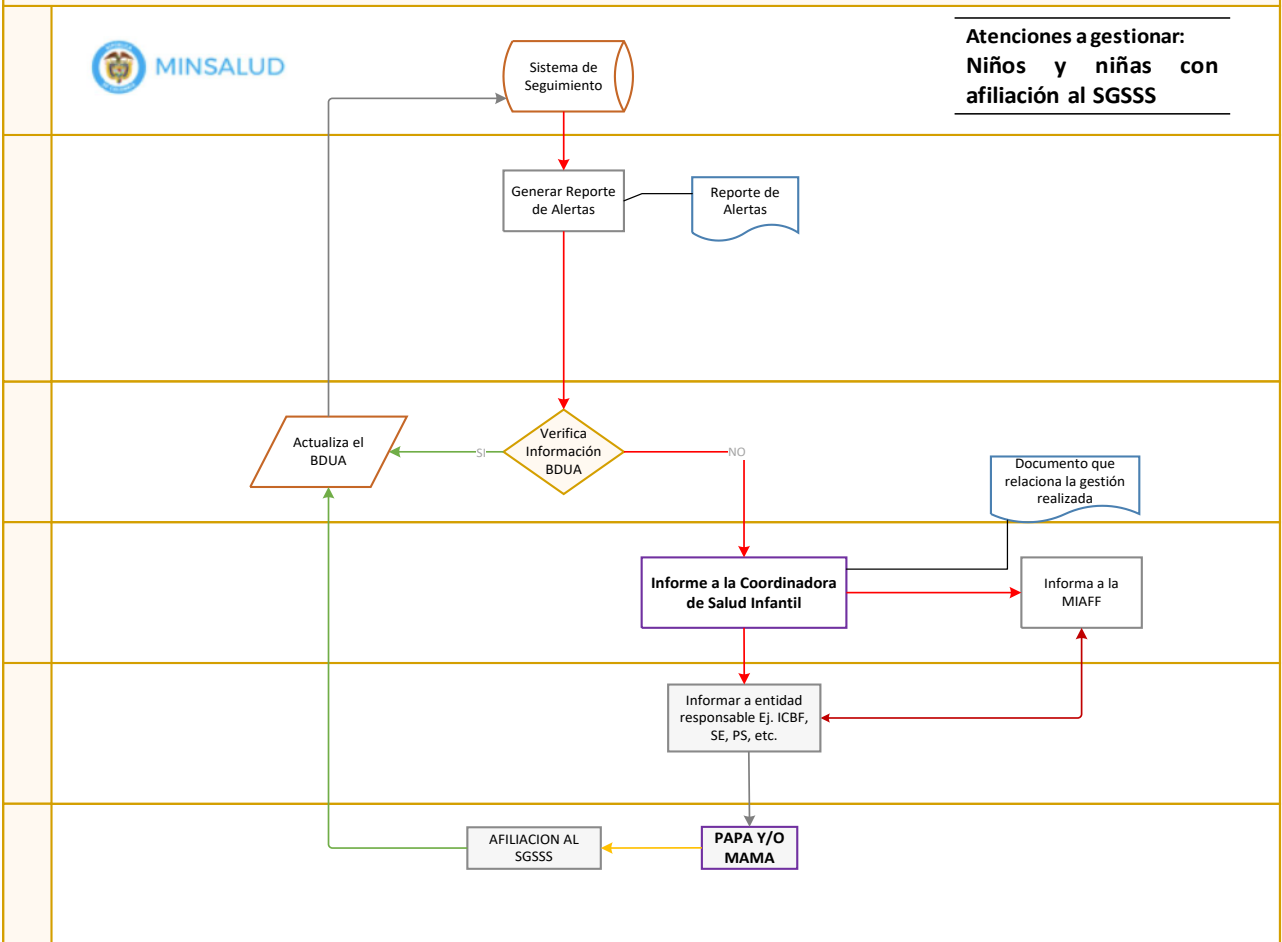 MINSALUD
Atenciones a gestionar:
Niños y niñas con
afiliación al SGSSS
Sistema de
Seguimiento
Generar Reporte
de Alertas
Reporte de
Alertas
Verifica
Información
BDUA
Actualiza el
BDUA
SI
NO
Documento que
relaciona la gestión
realizada
Informe a la Coordinadora
de Salud Infantil
Informa a la
MIAFF
Informar a entidad
responsable Ej. ICBF,
SE, PS, etc.
AFILIACION AL
SGSSS
PAPA Y/O
MAMA